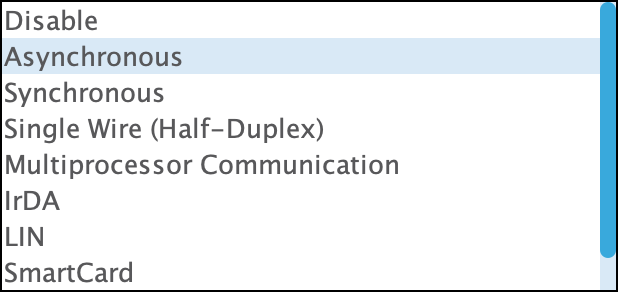 Disable
Asynchronous
Synchronous
Single Wire (Half-Duplex)
Multiprocessor Communication
IrDA
LIN
SmartCard